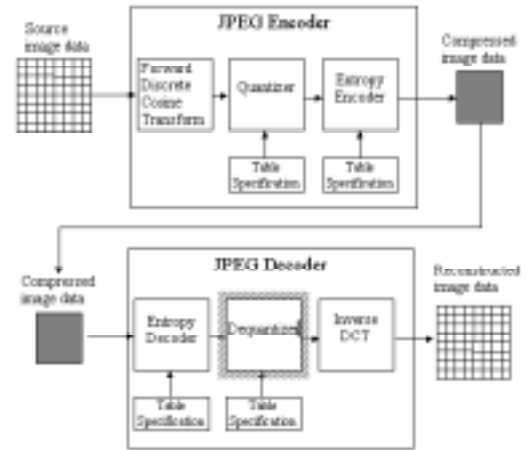 JPEG Encoder
Source
image data
Compressed
image data
Forward
Discrete
Cosine
Transform
Quantizer
Entropy
Encoder
Table
Specification
Table
Specification
JPEG Decoder
Compressed
image data
Reconstructed
image data
Entropy
Decoder
Dequantizer
Inverse
DCT
Table
Specification
Table
Specification